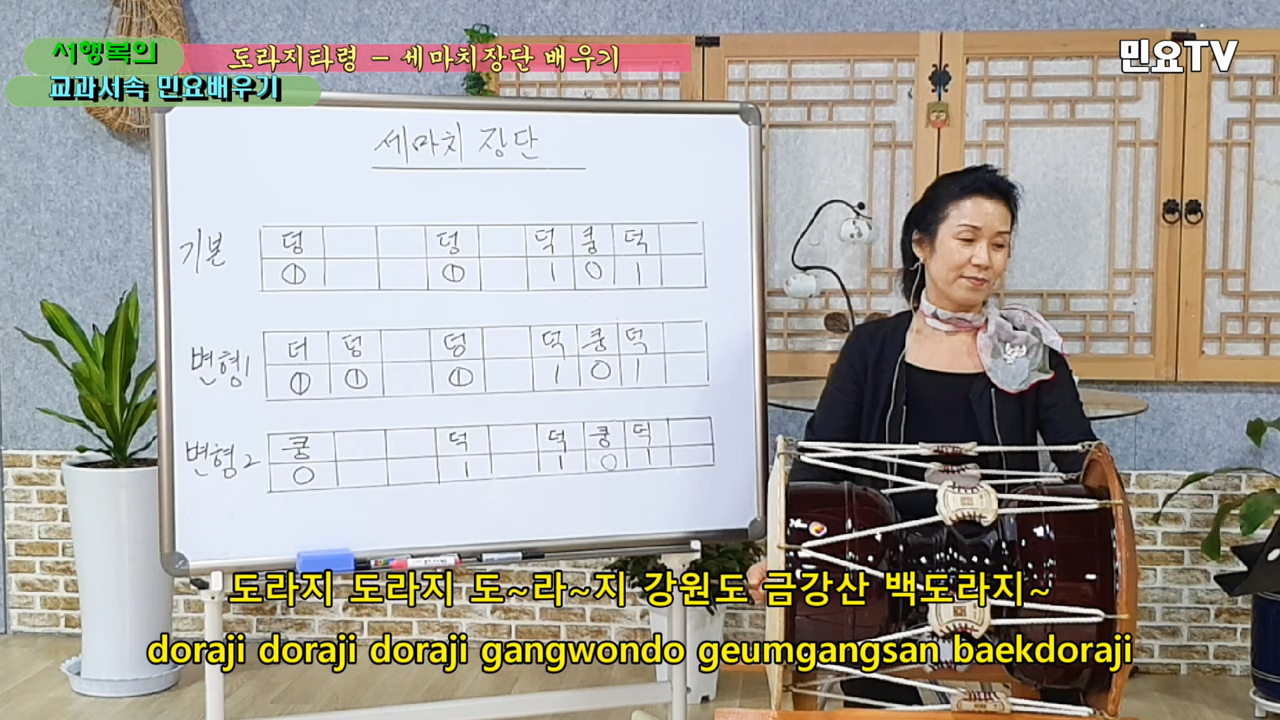 서행복의
교과서속 민요배우기
도라지타령 - 세마치장단 배우기
민요TV
세마치 장단
기본
덩 덩 덕 쿵 덕
변형1
더 덩 덩 덕 쿵 덕
변형2
쿵 덕 덕 쿵 덕
도라지 도라지 도~라~지 강원도 금강산 백도라지~
doraji doraji doraji gangwondo geumgangsan baekdoraji